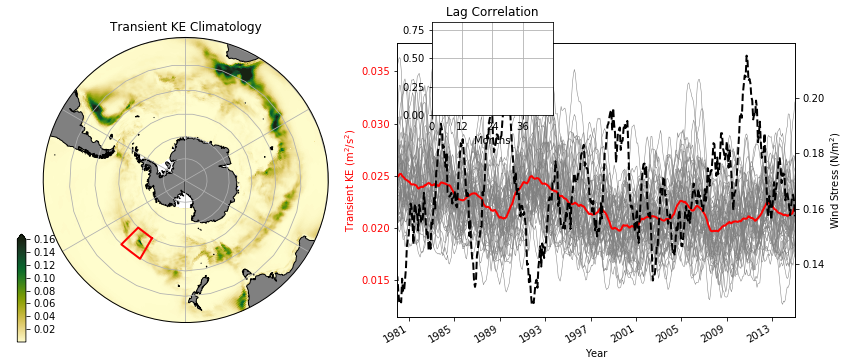 Transient KE Climatology
0.16
0.14
0.12
0.10
0.08
0.06
0.04
0.02
Lag Correlation
0.75
0.50
0.25
0.00
0 12 24 36
Months
Transient KE (m²/s²)
0.035
0.030
0.025
0.020
0.015
0.20
0.18
0.16
0.14
Wind Stress (N/m²)
1981 1985 1989 1993 1997 2001 2005 2009 2013
Year